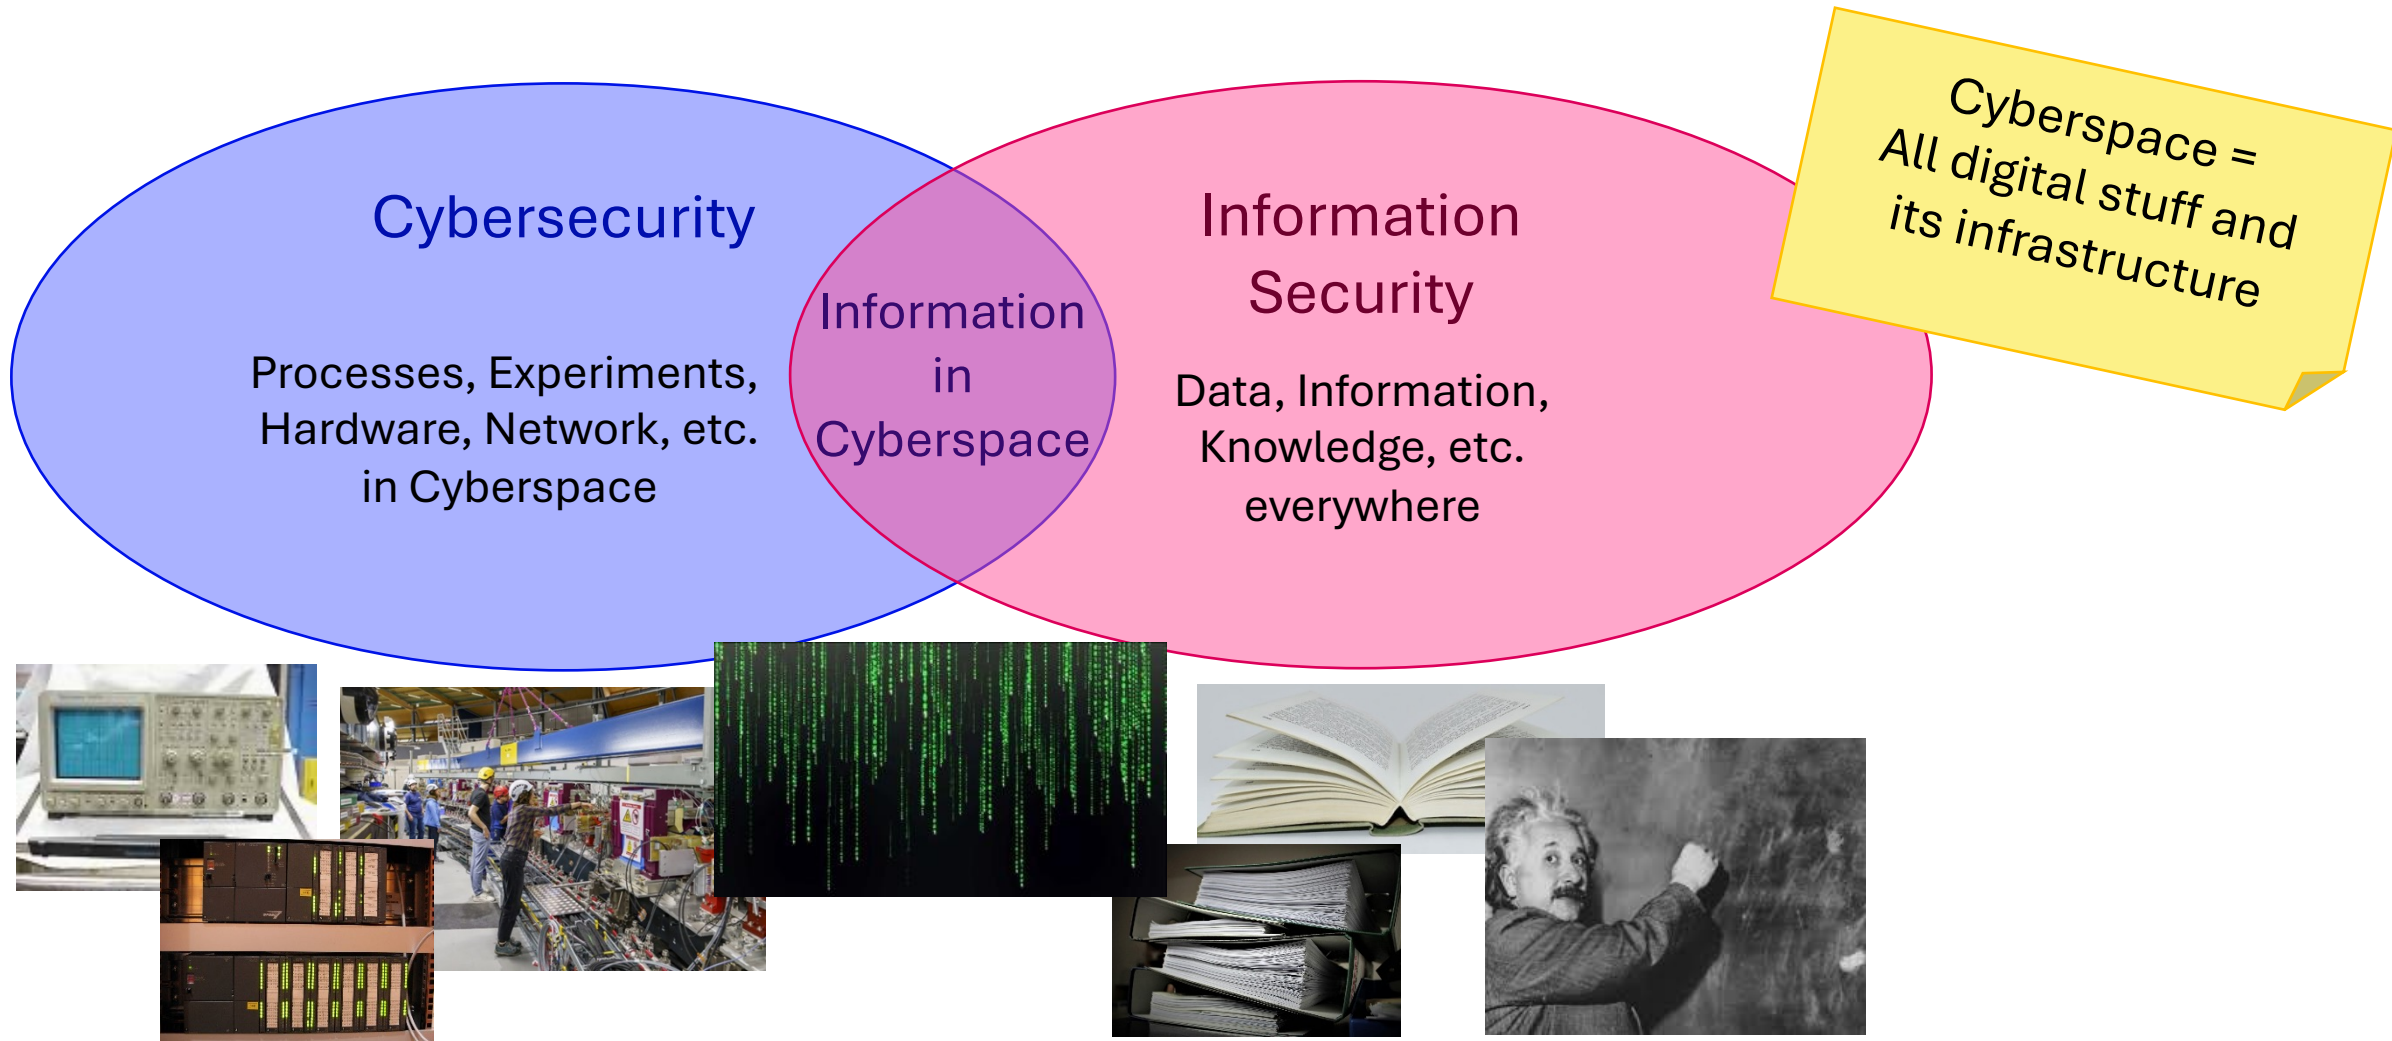 Cybersecurity
Processes, Experiments,
Hardware, Network, etc.
in Cyberspace
Information
in
Cyberspace
Information
Security
Data, Information,
Knowledge, etc.
everywhere
Cyberspace =
All digital stuff and
its infrastructure